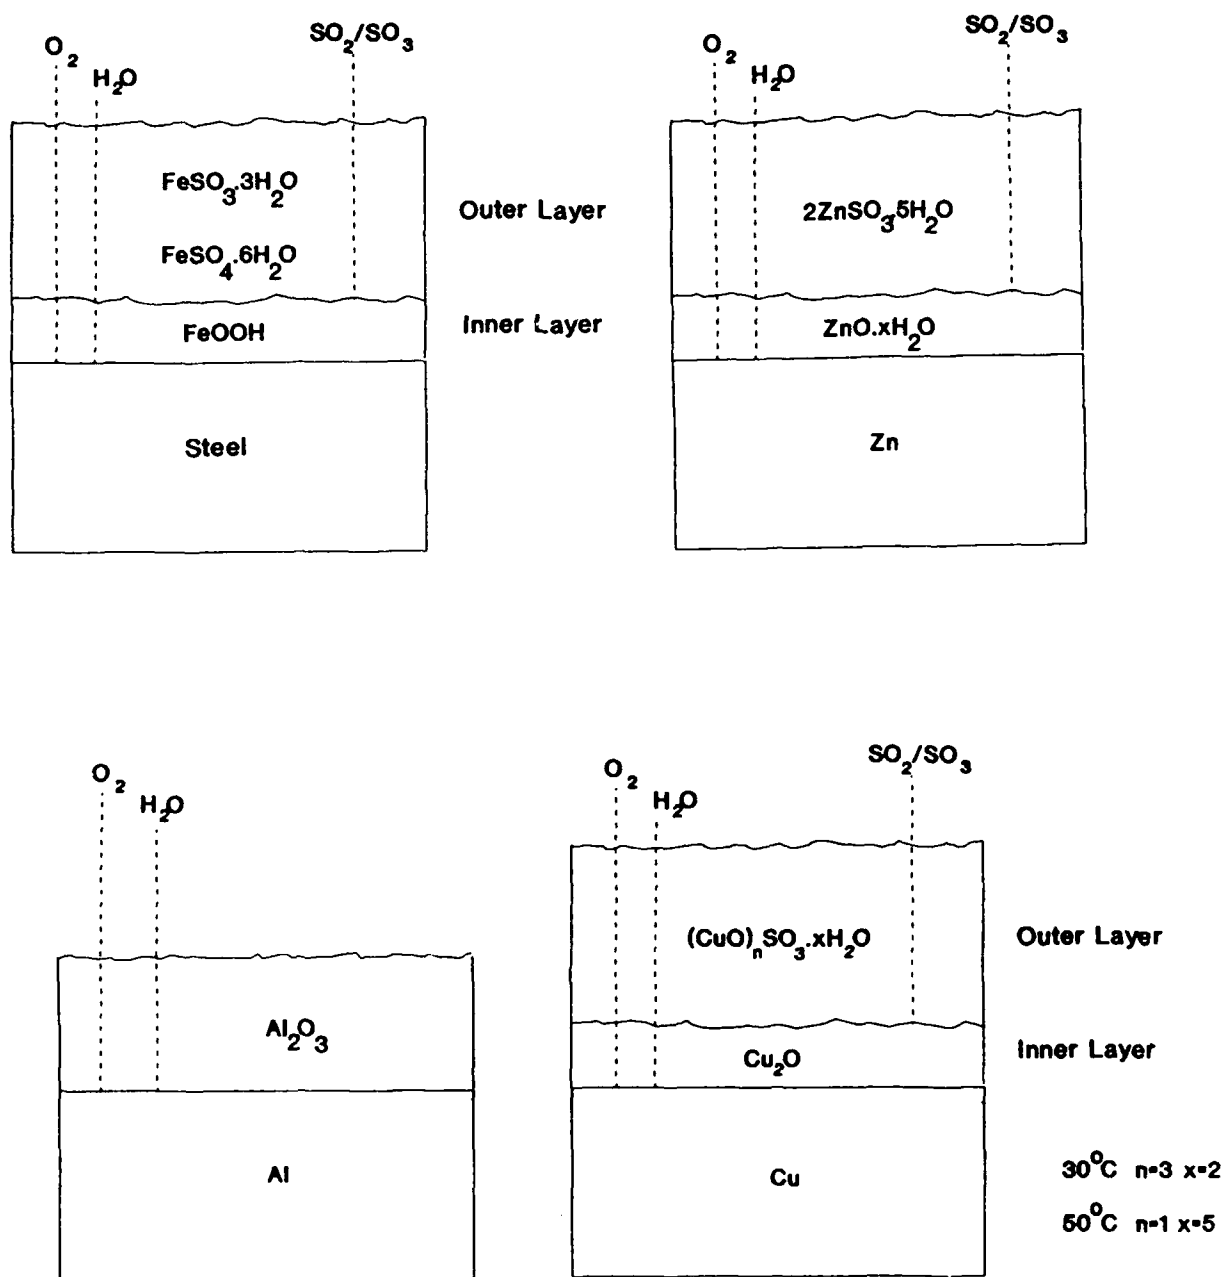 O₂
H₂O
SO₂/SO₃
FeSO₃.3H₂O
FeSO₄.6H₂O
FeOOH
Steel
Outer Layer
Inner Layer
O₂
H₂O
SO₂/SO₃
2ZnSO₃.5H₂O
ZnO.xH₂O
Zn
O₂
H₂O
Al₂O₃
Al
O₂
H₂O
SO₂/SO₃
(CuO)ₙSO₃.xH₂O
Cu₂O
Cu
Outer Layer
Inner Layer
30°C n=3 x=2
50°C n=1 x=5